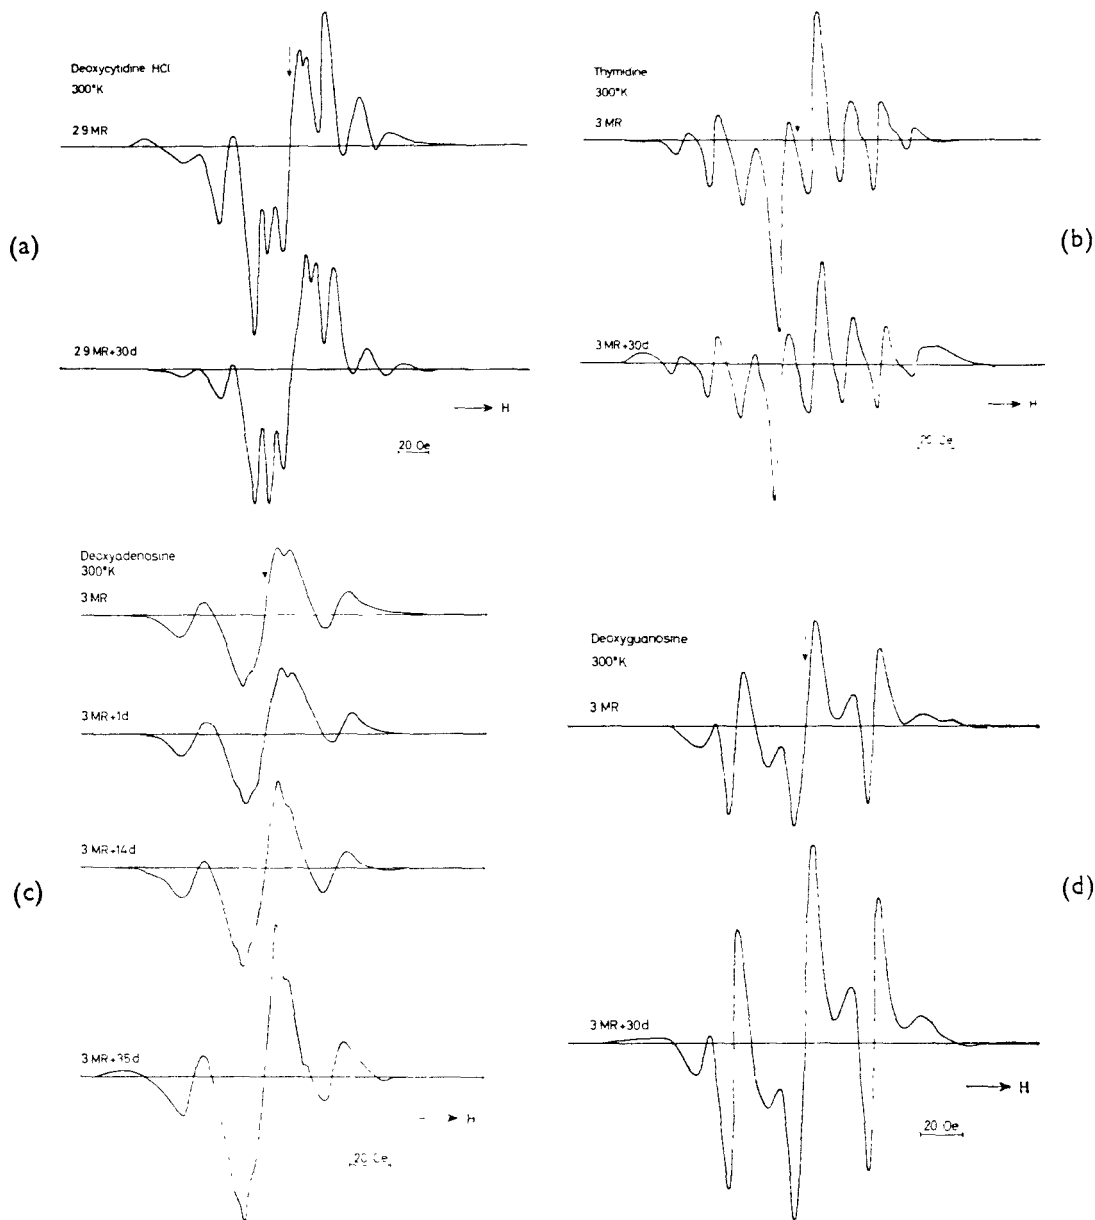 Deoxycytidine HCl
300°K
2.9 MR
(a)
2.9 MR+30d
H
20 Oe
Thymidine
300°K
3 MR
(b)
3 MR+30d
H
20 Oe
Deoxyadenosine
300°K
3 MR
3 MR+1d
3 MR+14d
(c)
3 MR+35d
H
20 Oe
Deoxyguanosine
300°K
3 MR
(d)
3 MR+30d
H
20 Oe